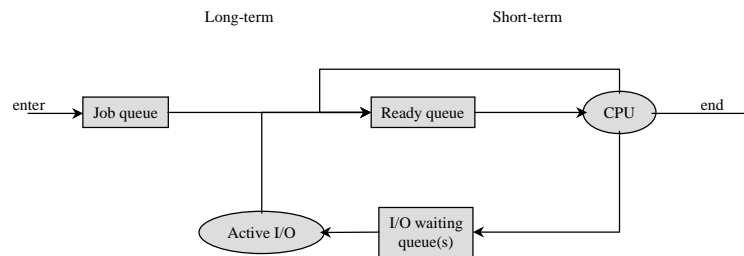 Long-term
Short-term
enter
Job queue
Ready queue
CPU
end
Active I/O
I/O waiting
queue(s)